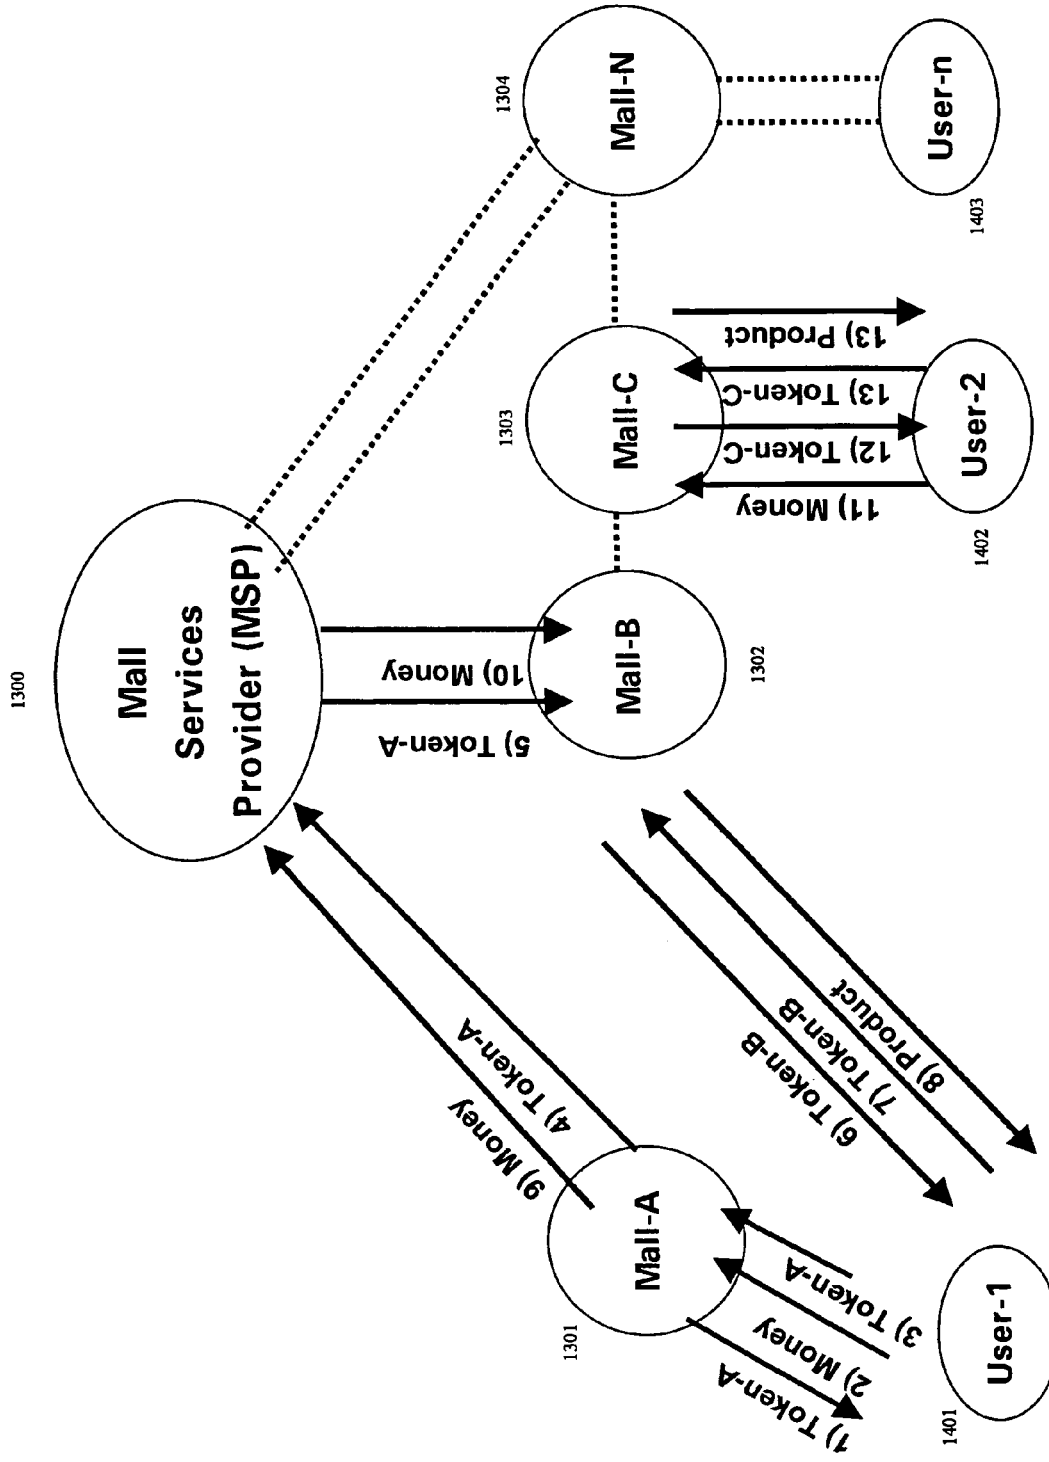 1300
Mall
Services
Provider (MSP)
9) Money
4) Token-A
5) Token-A
10) Money
1301
Mall-A
1302
Mall-B
1303
Mall-C
1304
Mall-N
1) Token-A
2) Money
3) Token-A
6) Token-B
7) Token-B
8) Product
11) Money
12) Token-C
13) Token-C
13) Product
1401
User-1
1402
User-2
1403
User-n